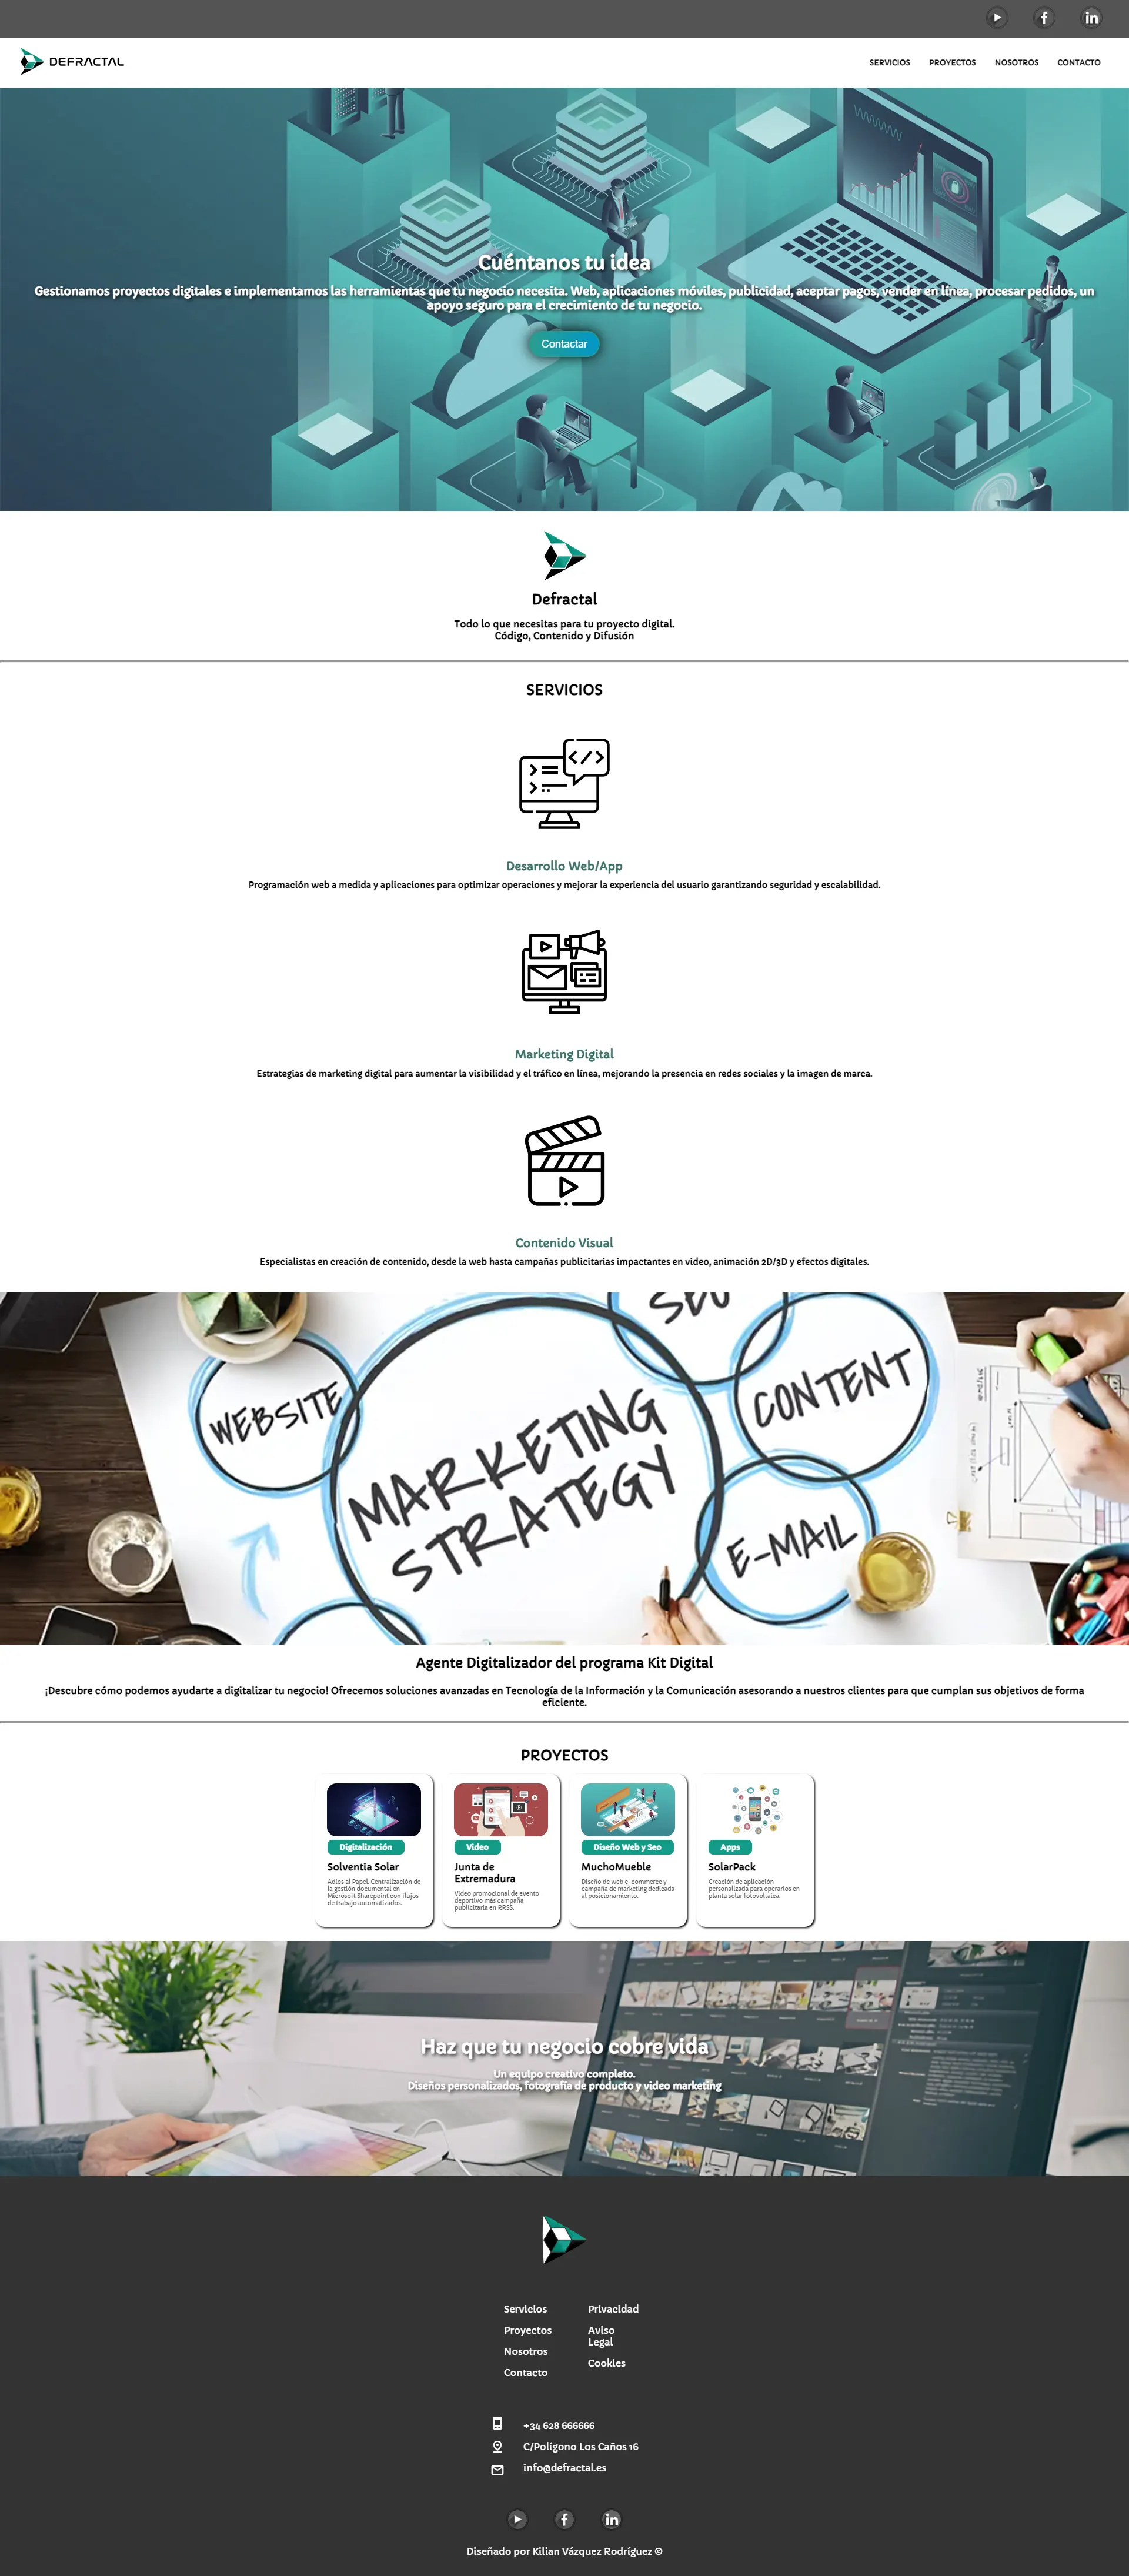 DEFRACTAL
SERVICIOS
PROYECTOS
NOSOTROS
CONTACTO
Cuéntanos tu idea
Gestionamos proyectos digitales e implementamos las herramientas que tu negocio necesita. Web, aplicaciones móviles, publicidad, aceptar pagos, vender en línea, procesar pedidos, un
apoyo seguro para el crecimiento de tu negocio.
Contactar
Defractal
Todo lo que necesitas para tu proyecto digital.
Código, Contenido y Difusión
SERVICIOS
Desarrollo Web/App
Programación web a medida y aplicaciones para optimizar operaciones y mejorar la experiencia del usuario garantizando seguridad y escalabilidad.
Marketing Digital
Estrategias de marketing digital para aumentar la visibilidad y el tráfico en línea, mejorando la presencia en redes sociales y la imagen de marca.
Contenido Visual
Especialistas en creación de contenido, desde la web hasta campañas publicitarias impactantes en video, animación 2D/3D y efectos digitales.
WEBSITE
MARKETING
STRATEGY
CONTENT
E-MAIL
Agente Digitalizador del programa Kit Digital
¡Descubre cómo podemos ayudarte a digitalizar tu negocio! Ofrecemos soluciones avanzadas en Tecnología de la Información y la Comunicación asesorando a nuestros clientes para que cumplan sus objetivos de forma
eficiente.
PROYECTOS
Digitalización
Solventia Solar
Adios al Papel. Centralización de
la gestión documental en
Microsoft Sharepoint con flujos
de trabajo automatizados.
Video
Junta de
Extremadura
Video promocional de evento
deportivo más campaña
publicitaria en RRSS.
Diseño Web y Seo
MuchoMueble
Diseño de web e-commerce y
campaña de marketing dedicada
al posicionamiento.
Apps
SolarPack
Creación de aplicación
personalizada para operarios en
planta solar fotovoltaica.
Haz que tu negocio cobre vida
Un equipo creativo completo.
Diseños personalizados, fotografía de producto y video marketing
Servicios
Proyectos
Nosotros
Contacto
Privacidad
Aviso
Legal
Cookies
+34 628 666666
C/Polígono Los Caños 16
info@defractal.es
Diseñado por Kilian Vázquez Rodríguez ©